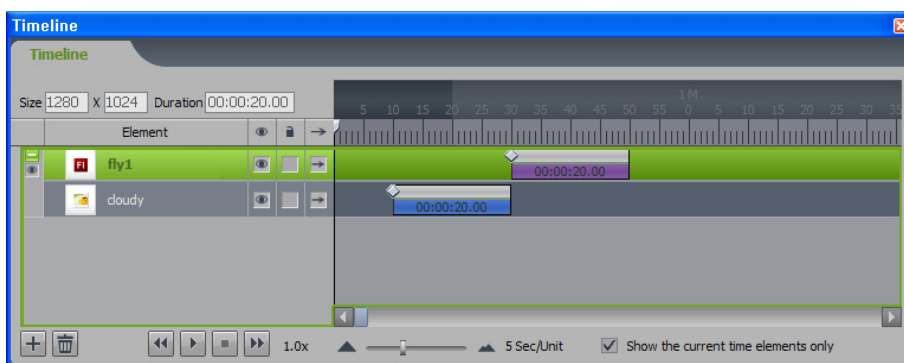 Timeline
Timeline
Size 1280 X 1024 Duration 00:00:20.00
1 M
5 10 15 20 25 30 35 40 45 50 55 0 5 10 15 20 25 30 35
Element
Fl fly1 00:00:20.00
cloudy 00:00:20.00
1.0x 5 Sec/Unit Show the current time elements only